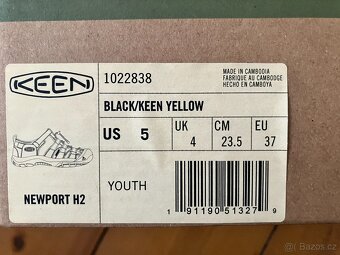 KEEN
1022838
MADE IN CAMBODIA
FABRIQUE AU CAMBODGE
HECHO EN CAMBOYA
BLACK/KEEN YELLOW
US 5
UK 4
CM 23.5
EU 37
NEWPORT H2
YOUTH
1 91190 51327 9
Bazos.cz